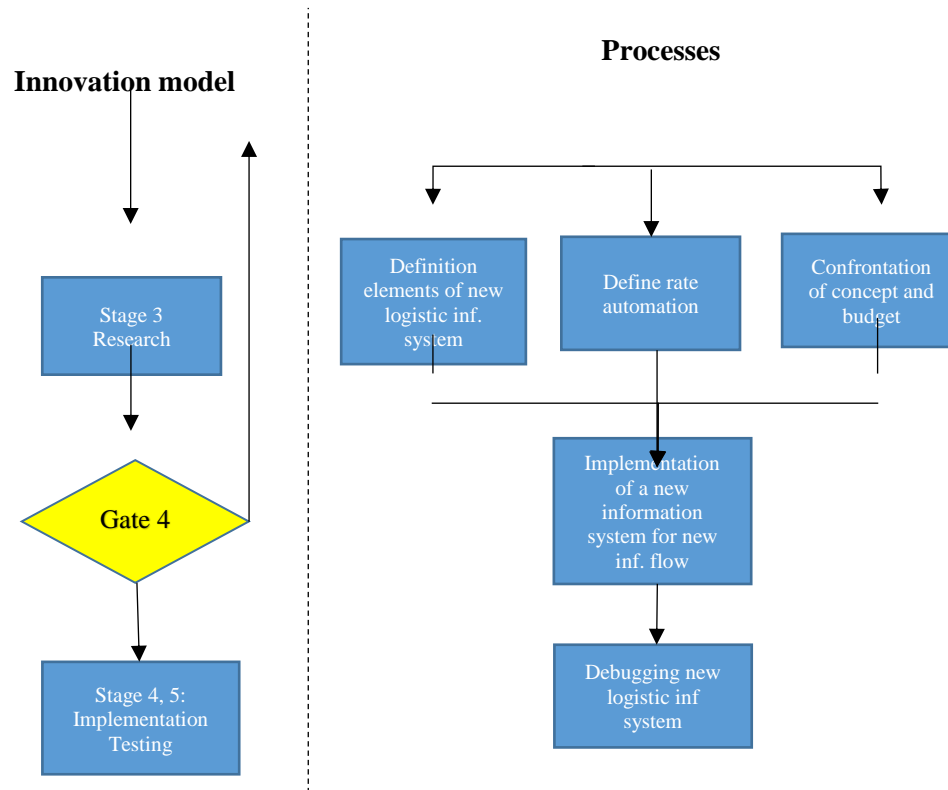 Innovation model
Stage 3
Research
Gate 4
Stage 4, 5:
Implementation
Testing
Processes
Definition
elements of new
logistic inf.
system
Define rate
automation
Confrontation
of concept and
budget
Implementation
of a new
information
system for new
inf. flow
Debugging new
logistic inf
system